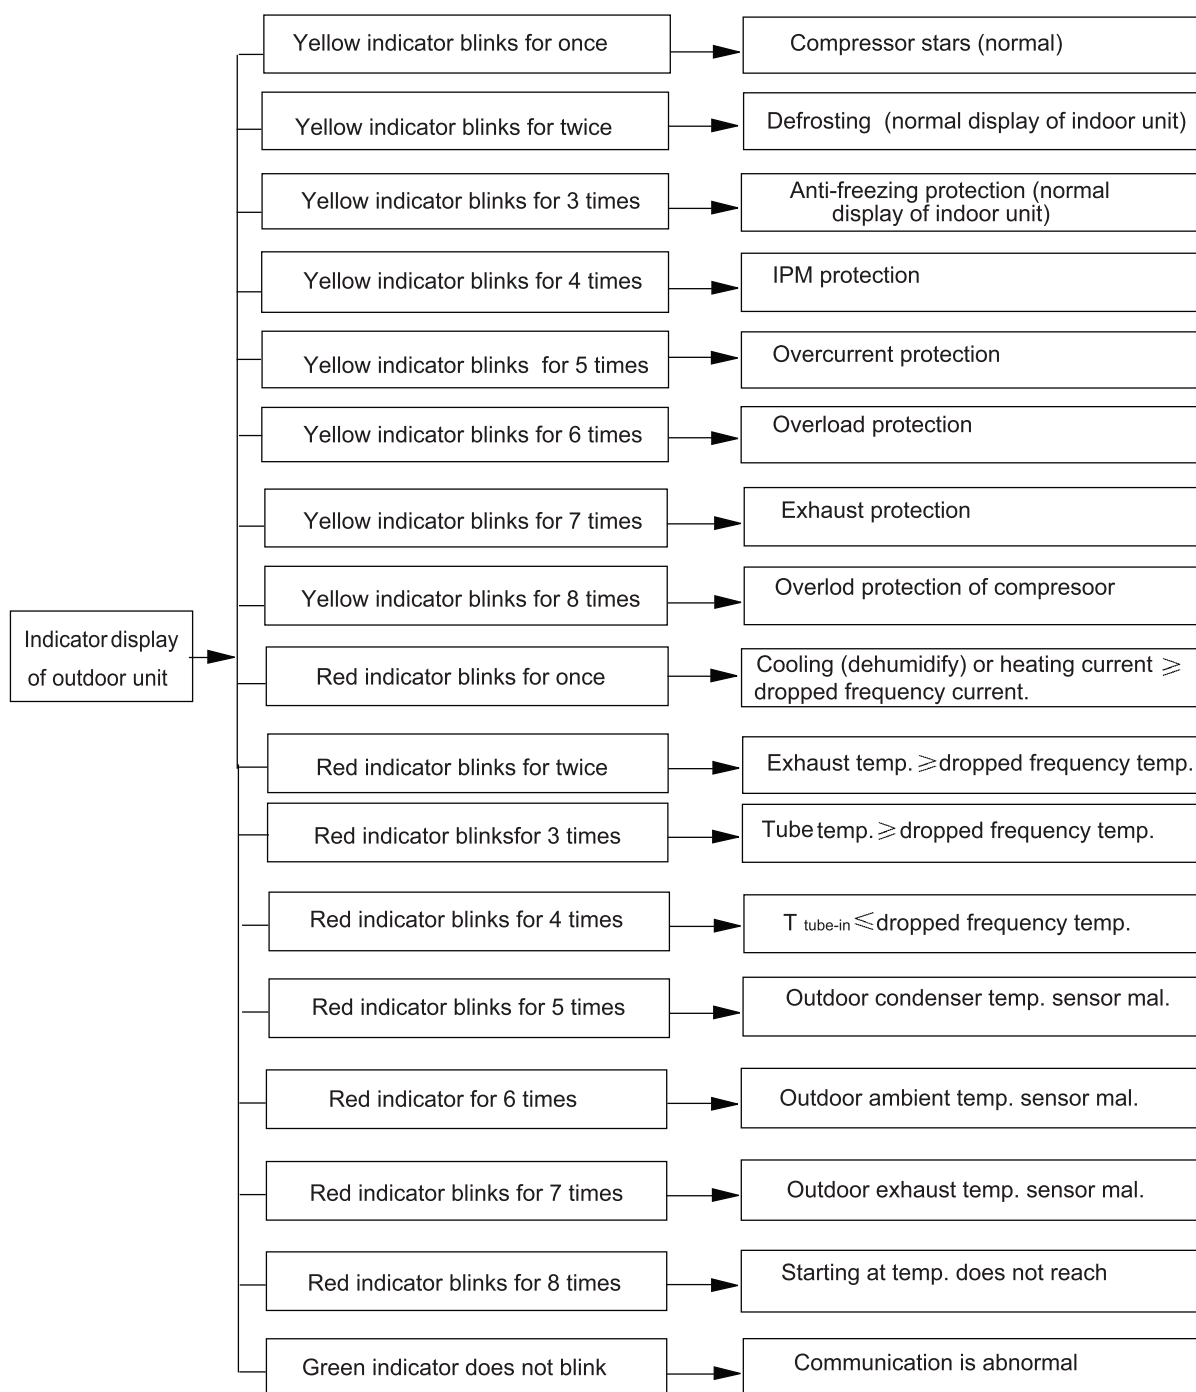 Yellow indicator blinks for once
Compressor stars (normal)
Yellow indicator blinks for twice
Defrosting (normal display of indoor unit)
Yellow indicator blinks for 3 times
Anti-freezing protection (normal
display of indoor unit)
Yellow indicator blinks for 4 times
IPM protection
Yellow indicator blinks for 5 times
Overcurrent protection
Yellow indicator blinks for 6 times
Overload protection
Yellow indicator blinks for 7 times
Exhaust protection
Yellow indicator blinks for 8 times
Overlod protection of compresoor
Indicator display
of outdoor unit
Red indicator blinks for once
Cooling (dehumidify) or heating current ⩾
dropped frequency current.
Red indicator blinks for twice
Exhaust temp. ⩾dropped frequency temp.
Red indicator blinksfor 3 times
Tube temp. ⩾dropped frequency temp.
Red indicator blinks for 4 times
T tube-in ⩽dropped frequency temp.
Red indicator blinks for 5 times
Outdoor condenser temp. sensor mal.
Red indicator for 6 times
Outdoor ambient temp. sensor mal.
Red indicator blinks for 7 times
Outdoor exhaust temp. sensor mal.
Red indicator blinks for 8 times
Starting at temp. does not reach
Green indicator does not blink
Communication is abnormal